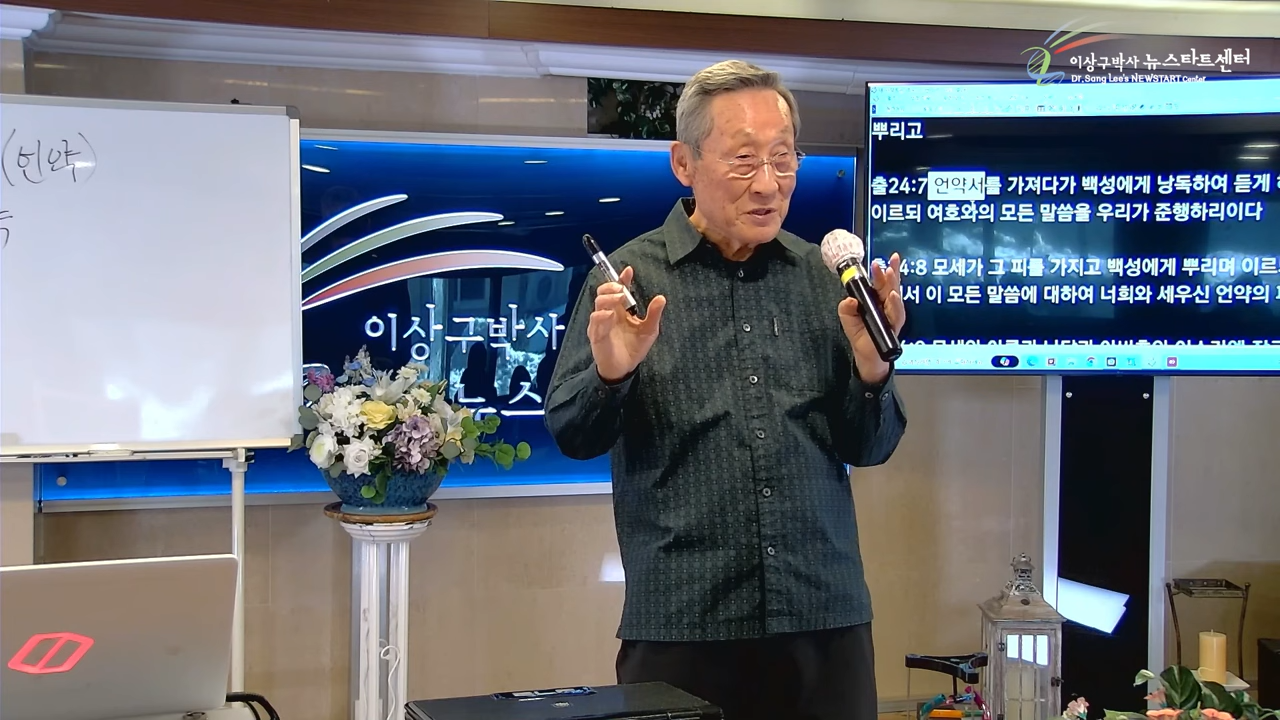 이상구박사 뉴스타트센터
Dr. Sang Lee's NEWSTART Center
(언약)
뿌리고
출24:7 언약서를 가져다가 백성에게 낭독하여 듣게
이르되 여호와의 모든 말씀을 우리가 준행하리이다
4:8 모세가 그 피를 가지고 백성에게 뿌리며 이르
서 이 모든 말씀에 대하여 너희와 세우신 언약의
이상구박사
뉴스